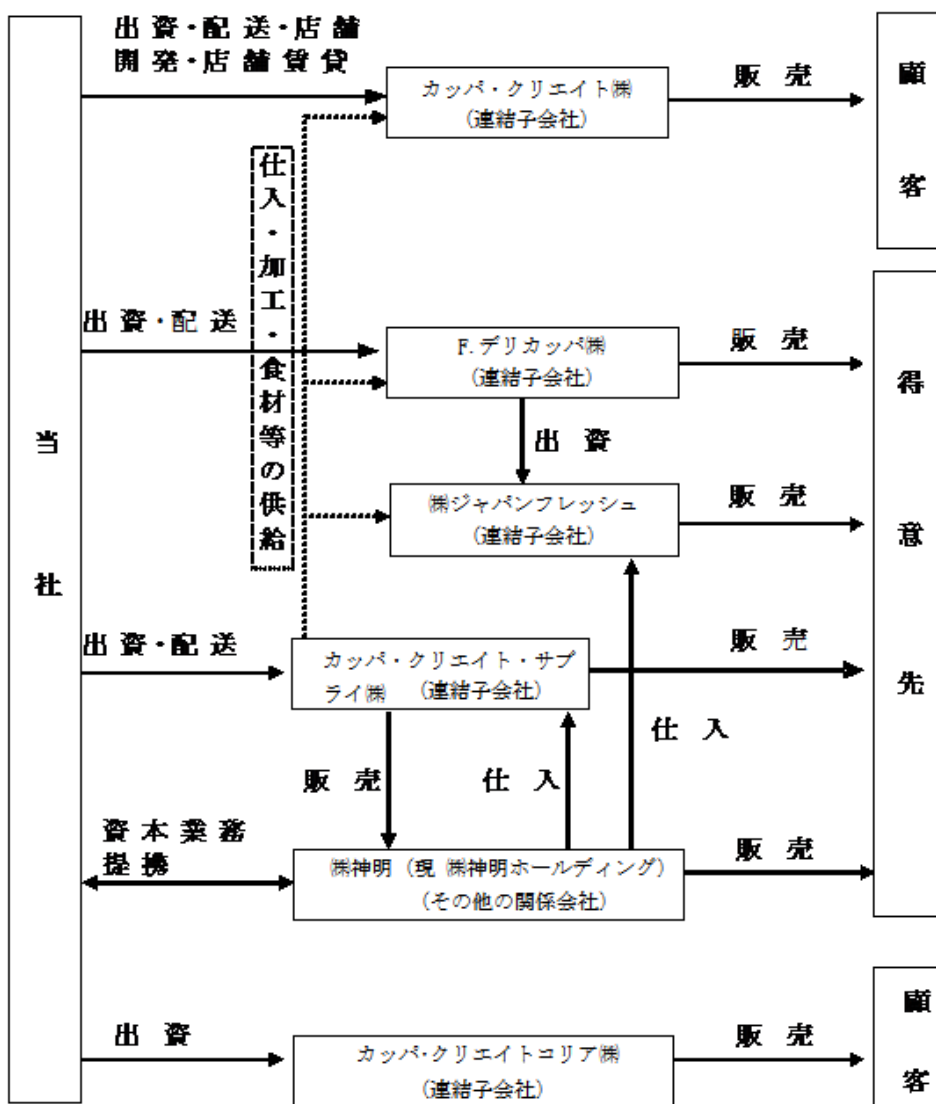 出資・配送・店舗
開発・店舗賃貸
カッパ・クリエイト㈱
(連結子会社)
販売
顧客
仕入・加工・食材等の供給
出資・配送
F.デリカッパ㈱
(連結子会社)
販売
出資
㈱ジャパンフレッシュ
(連結子会社)
販売
得意先
当社
出資・配送
カッパ・クリエイト・サプ
ライ㈱ (連結子会社)
販売
販売
仕入
仕入
資本業務
提携
㈱神明（現 ㈱神明ホールディング）
（その他の関係会社）
販売
出資
カッパ・クリエイトコリア㈱
(連結子会社)
販売
顧客